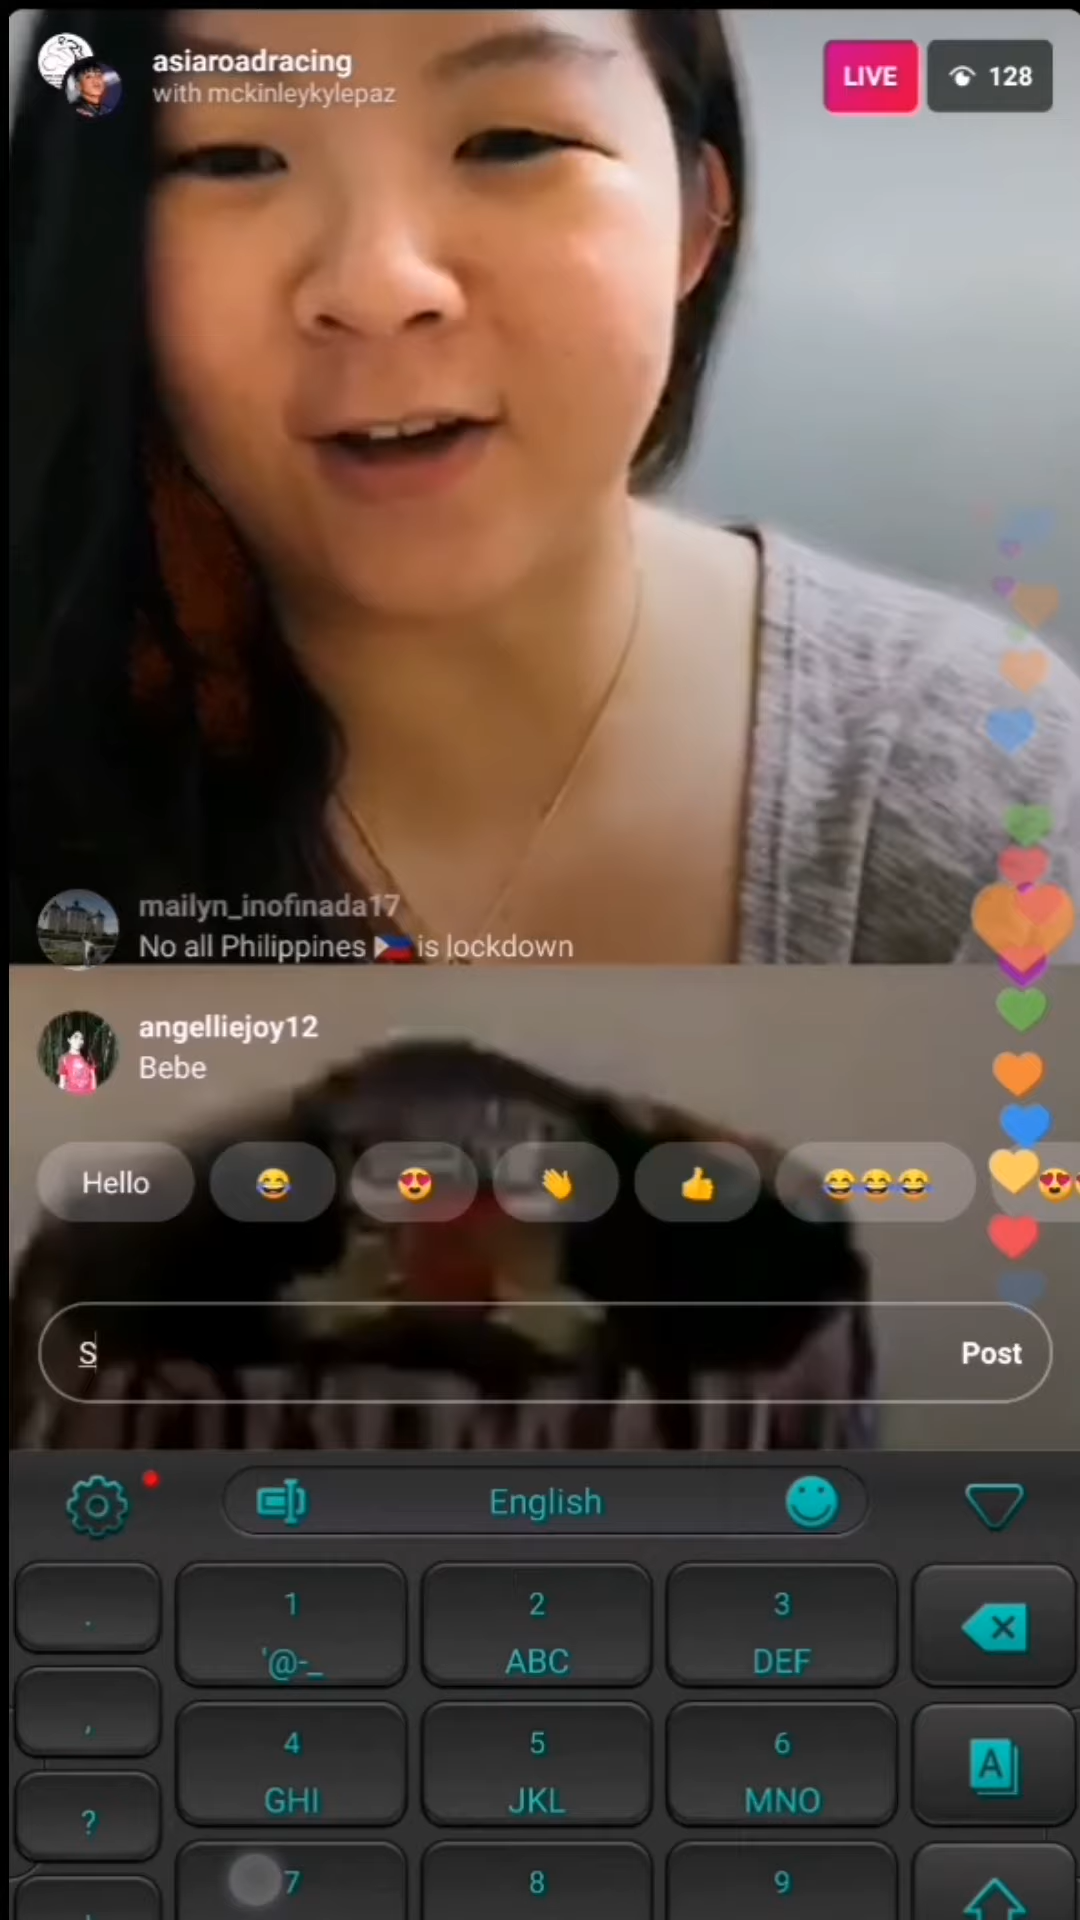 asiaroadracing
with mckinleykylepaz
LIVE
128
mailyn_inofinada17
No all Philippines 🇵🇭 is lockdown
angelliejoy12
Bebe
Hello 😂 😍 👋 👍 😂😂😂 😍
S
Post
English
.
1
'@-_
2
ABC
3
DEF
,
4
GHI
5
JKL
6
MNO
A
?
7
8
9